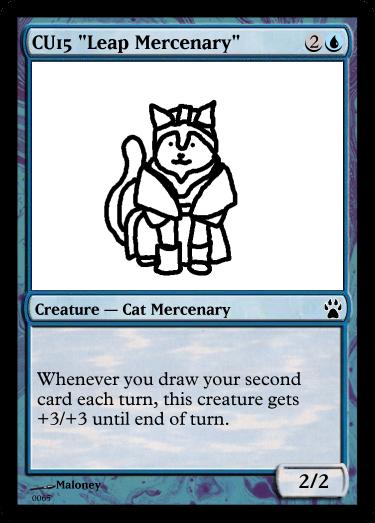 CU15 "Leap Mercenary" 2
Creature — Cat Mercenary
Whenever you draw your second
card each turn, this creature gets
+3/+3 until end of turn.
2/2
Maloney
0065